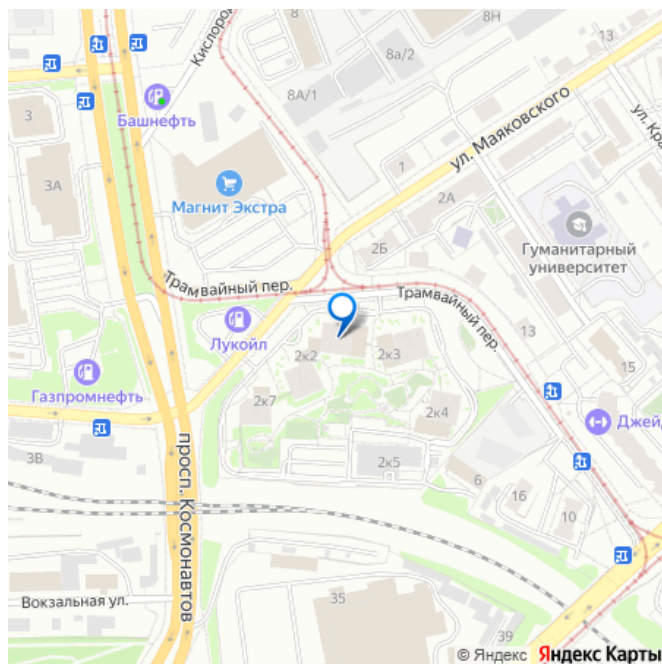 8
8Н
Кислоро
8а/2
8А/1
Башнефть
3
3А
1
ул. Маяковского
ул. Кра
Магнит Экстра
2А
2Б
Гуманитарный
университет
Трамвайный пер.
Трамвайный пер.
13
Лукойл
2к2
2к3
15
Газпромнефть
2к7
2к4
Джей
3В
просп. Космонавтов
2к5
6
16
10
Вокзальная ул.
35
39
© Яндекс Яндекс Карты